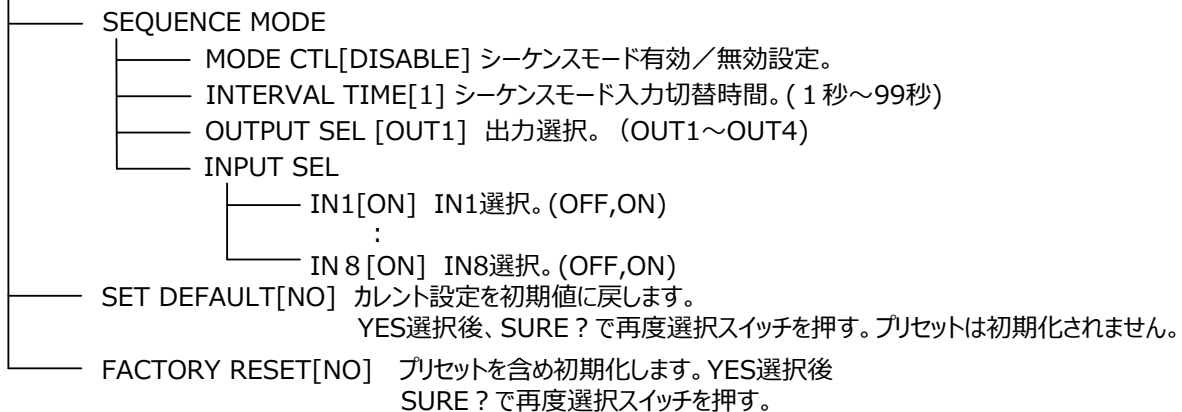 SEQUENCE MODE
MODE CTL[DISABLE] シーケンスモード有効／無効設定。
INTERVAL TIME[1] シーケンスモード入力切替時間。(１秒～99秒)
OUTPUT SEL [OUT1] 出力選択。（OUT1～OUT4)
INPUT SEL
IN1[ON] IN1選択。(OFF,ON)
:
IN８[ON] IN8選択。(OFF,ON)
SET DEFAULT[NO] カレント設定を初期値に戻します。
YES選択後、SURE？で再度選択スイッチを押す。プリセットは初期化されません。
FACTORY RESET[NO] プリセットを含め初期化します。YES選択後
SURE？で再度選択スイッチを押す。